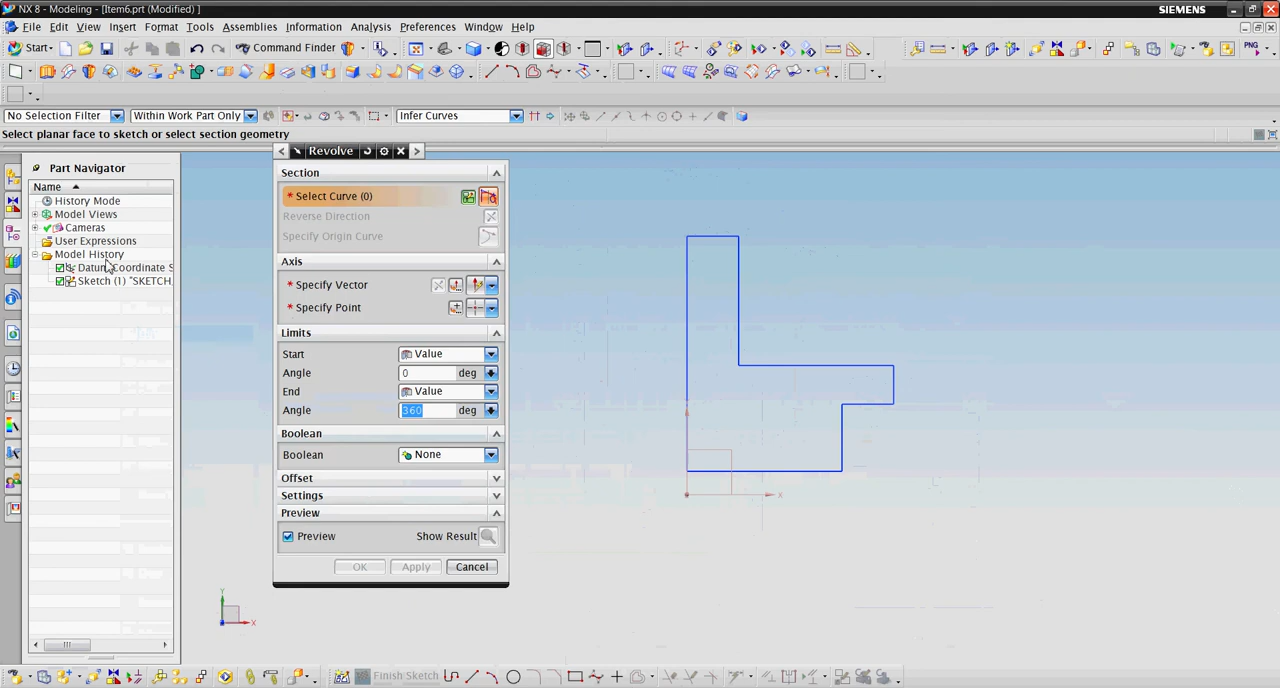 NX 8 - Modeling - [Item6.prt (Modified) ]
SIEMENS
File Edit View Insert Format Tools Assemblies Information Analysis Preferences Window Help
Start Command Finder
PNG
No Selection Filter Within Work Part Only Infer Curves
Select planar face to sketch or select section geometry
Part Navigator
Name
History Mode
Model Views
Cameras
User Expressions
Model History
Datum Coordinate S
Sketch (1) "SKETCH_
Revolve
Section
* Select Curve (0)
Reverse Direction
Specify Origin Curve
Axis
* Specify Vector
* Specify Point
Limits
Start Value
Angle 0 deg
End Value
Angle 360 deg
Boolean
Boolean None
Offset
Settings
Preview
Preview Show Result
OK Apply Cancel
X
Y
X
Finish Sketch